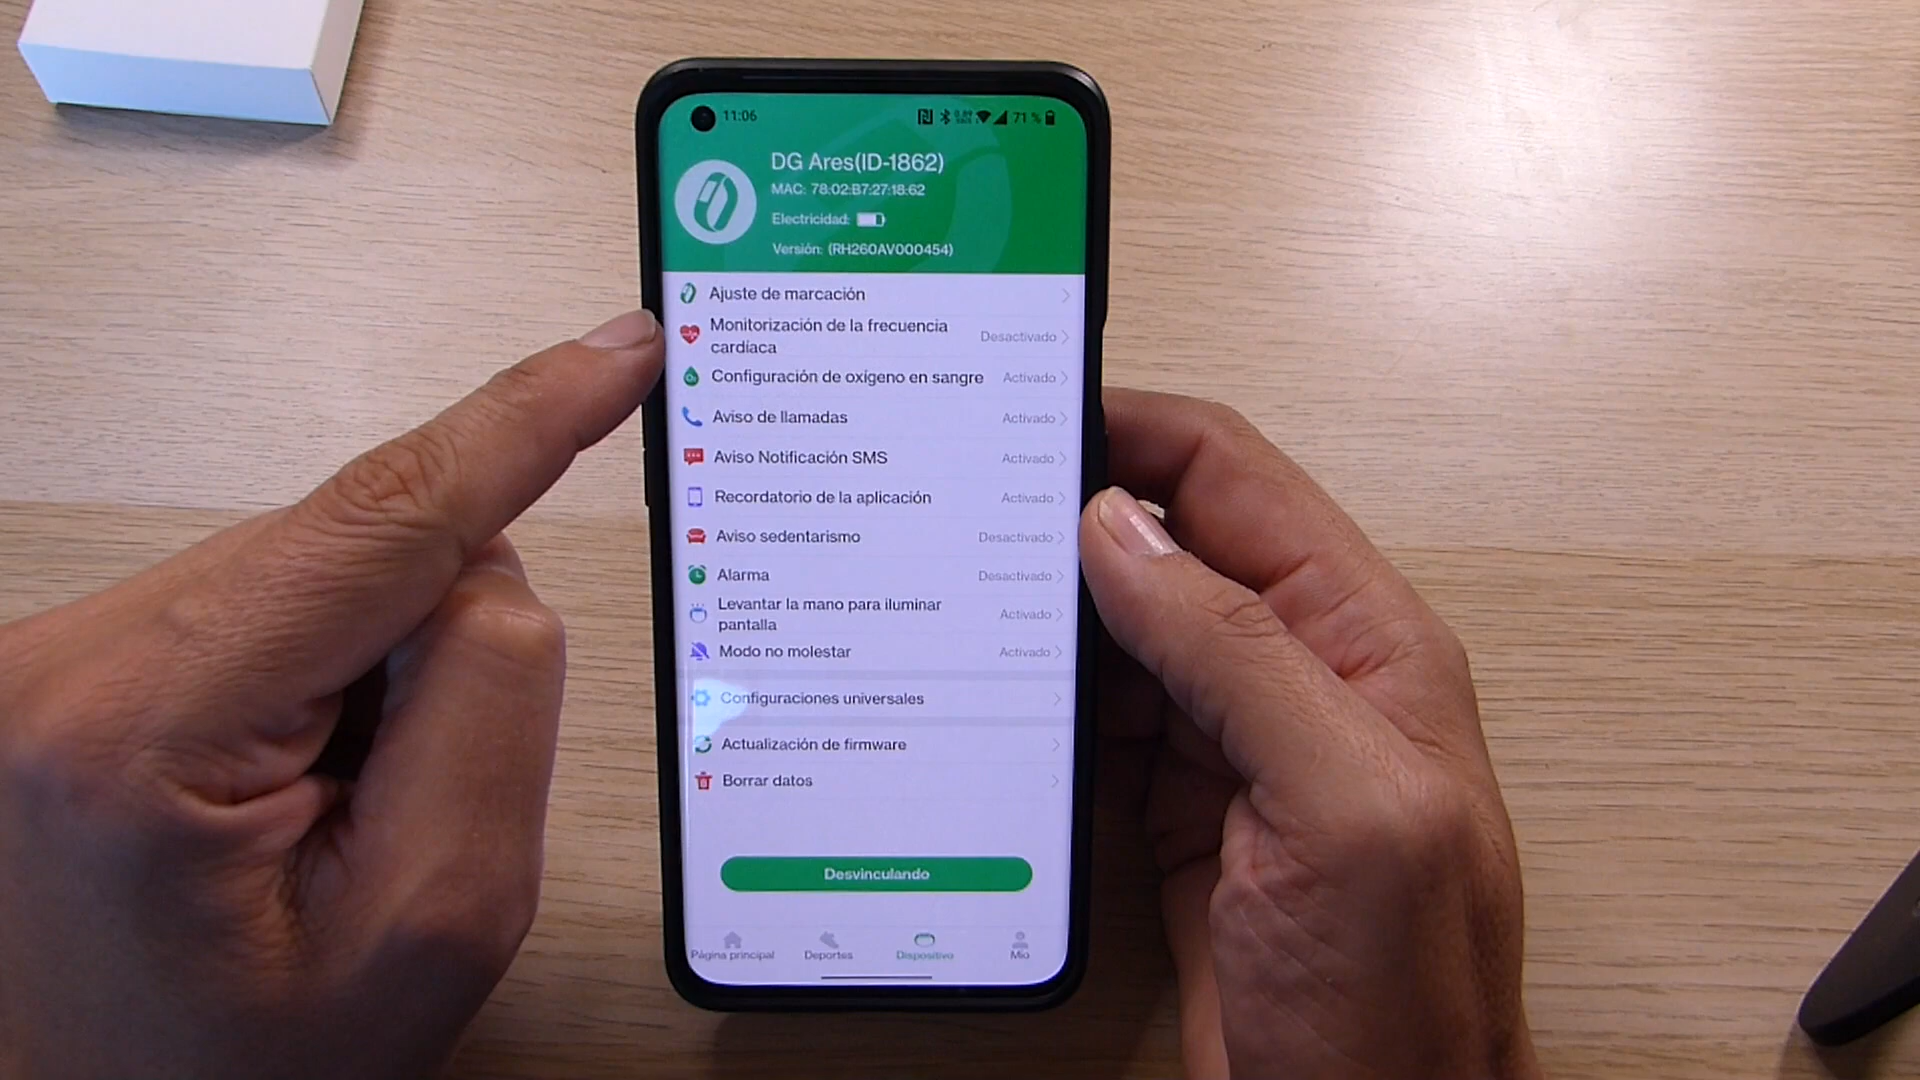 11:06
71 %
DG Ares(ID-1862)
MAC: 78:02:B7:27:18:62
Electricidad:
Versión: (RH260AV000454)
Ajuste de marcación
Monitorización de la frecuencia
cardíaca
Desactivado
Configuración de oxígeno en sangre
Activado
Aviso de llamadas
Activado
Aviso Notificación SMS
Activado
Recordatorio de la aplicación
Activado
Aviso sedentarismo
Desactivado
Alarma
Desactivado
Levantar la mano para iluminar
pantalla
Activado
Modo no molestar
Activado
Configuraciones universales
Actualización de firmware
Borrar datos
Desvinculando
Página principal
Deportes
Dispositivo
Mío